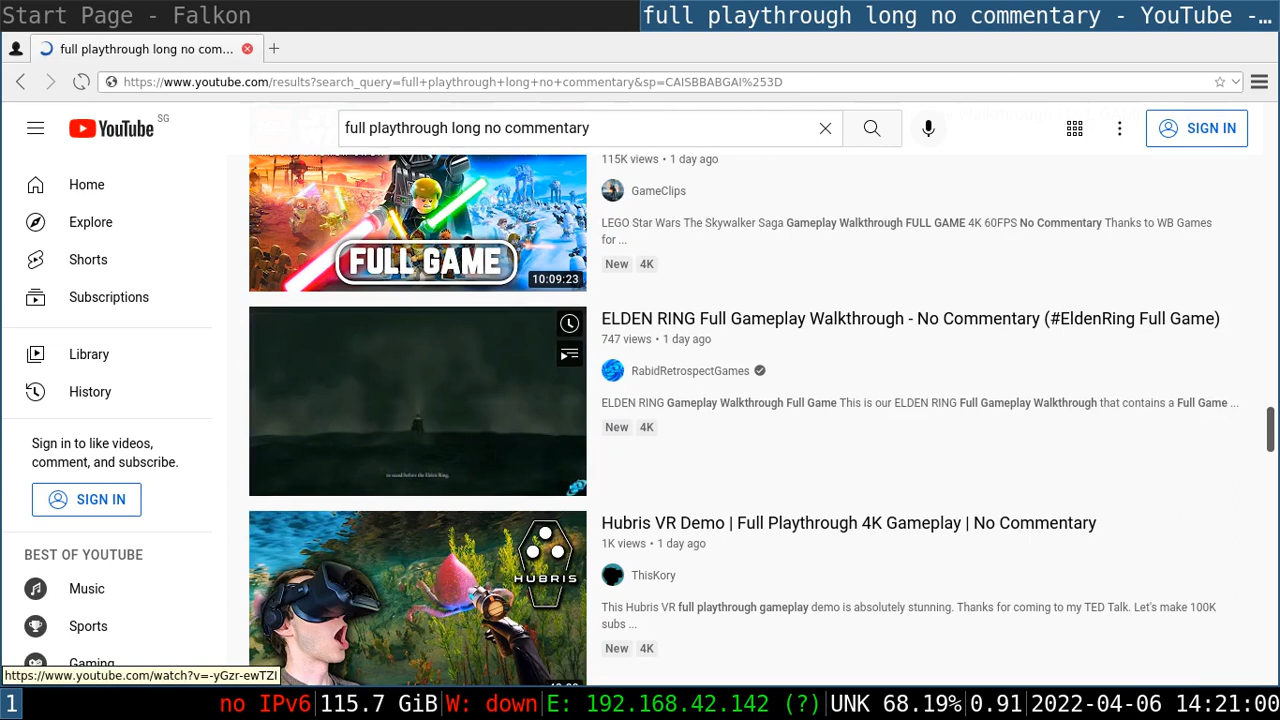 Start Page - Falkon
full playthrough long no commentary - YouTube -…
full playthrough long no com…
https://www.youtube.com/results?search_query=full+playthrough+long+no+commentary&sp=CAISBBABGAI%253D
YouTube SG
full playthrough long no commentary
SIGN IN
Home
Explore
Shorts
Subscriptions
Library
History
Sign in to like videos,
comment, and subscribe.
SIGN IN
BEST OF YOUTUBE
Music
Sports
Gaming
FULL GAME
10:09:23
115K views • 1 day ago
GameClips
LEGO Star Wars The Skywalker Saga Gameplay Walkthrough FULL GAME 4K 60FPS No Commentary Thanks to WB Games
for ...
New 4K
ELDEN RING Full Gameplay Walkthrough - No Commentary (#EldenRing Full Game)
747 views • 1 day ago
RabidRetrospectGames
ELDEN RING Gameplay Walkthrough Full Game This is our ELDEN RING Full Gameplay Walkthrough that contains a Full Game ...
New 4K
to stand before the Elden Ring.
HUBRIS
Hubris VR Demo | Full Playthrough 4K Gameplay | No Commentary
1K views • 1 day ago
ThisKory
This Hubris VR full playthrough gameplay demo is absolutely stunning. Thanks for coming to my TED Talk. Let's make 100K
subs ...
New 4K
https://www.youtube.com/watch?v=-yGzr-ewTZI
1
no IPv6|115.7 GiB|W: down|E: 192.168.42.142 (?)|UNK 68.19%|0.91|2022-04-06 14:21:00